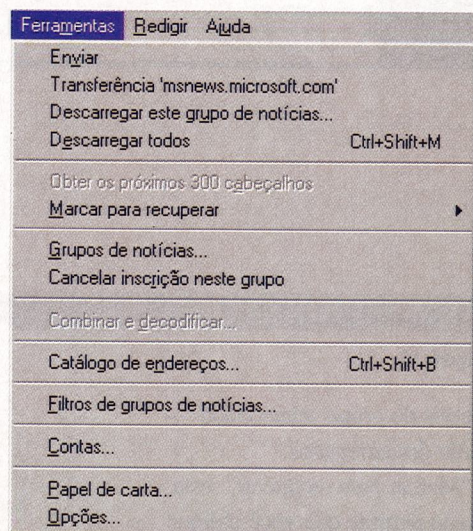 Ferramentas Redigir Ajuda
Enviar
Transferência 'msnews.microsoft.com'
Descarregar este grupo de notícias...
Descarregar todos Ctrl+Shift+M
Obter os próximos 300 cabeçalhos
Marcar para recuperar
Grupos de notícias...
Cancelar inscrição neste grupo
Combinar e decodificar...
Catálogo de endereços... Ctrl+Shift+B
Filtros de grupos de notícias...
Contas...
Papel de carta...
Opções...